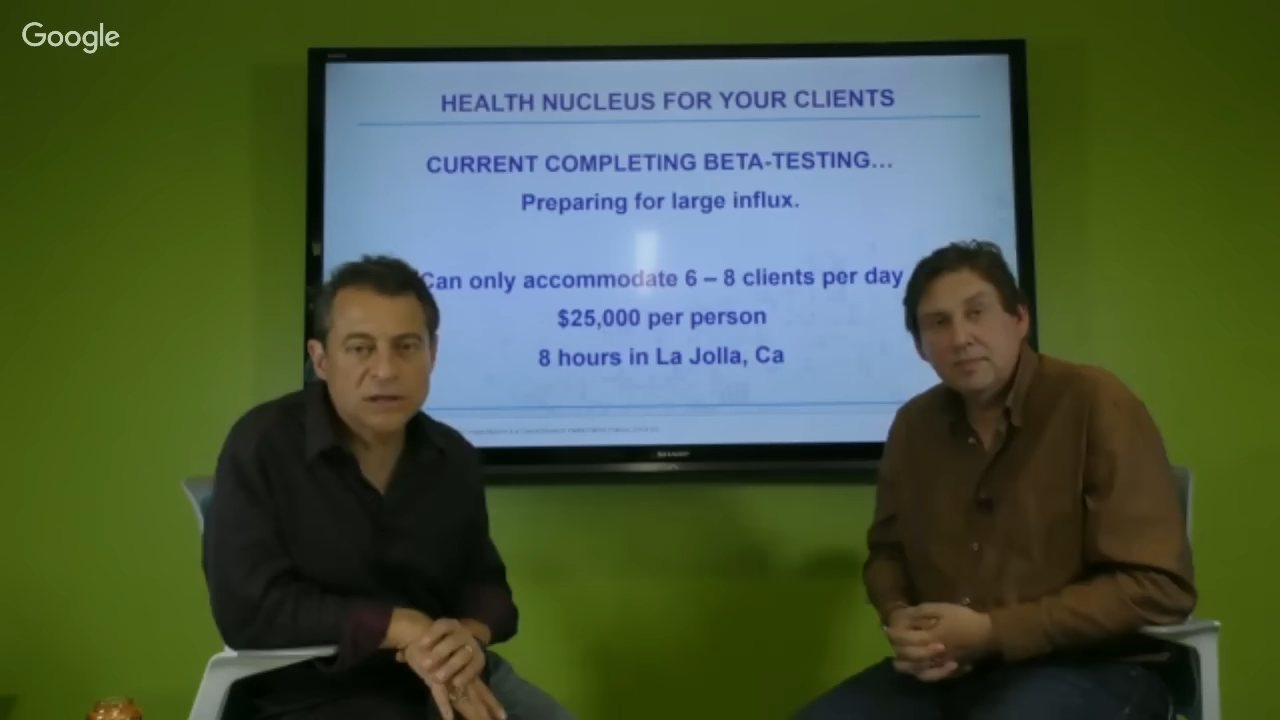 Google
HEALTH NUCLEUS FOR YOUR CLIENTS
CURRENT COMPLETING BETA-TESTING…
Preparing for large influx.
Can only accommodate 6 – 8 clients per day
$25,000 per person
8 hours in La Jolla, Ca
SHARP